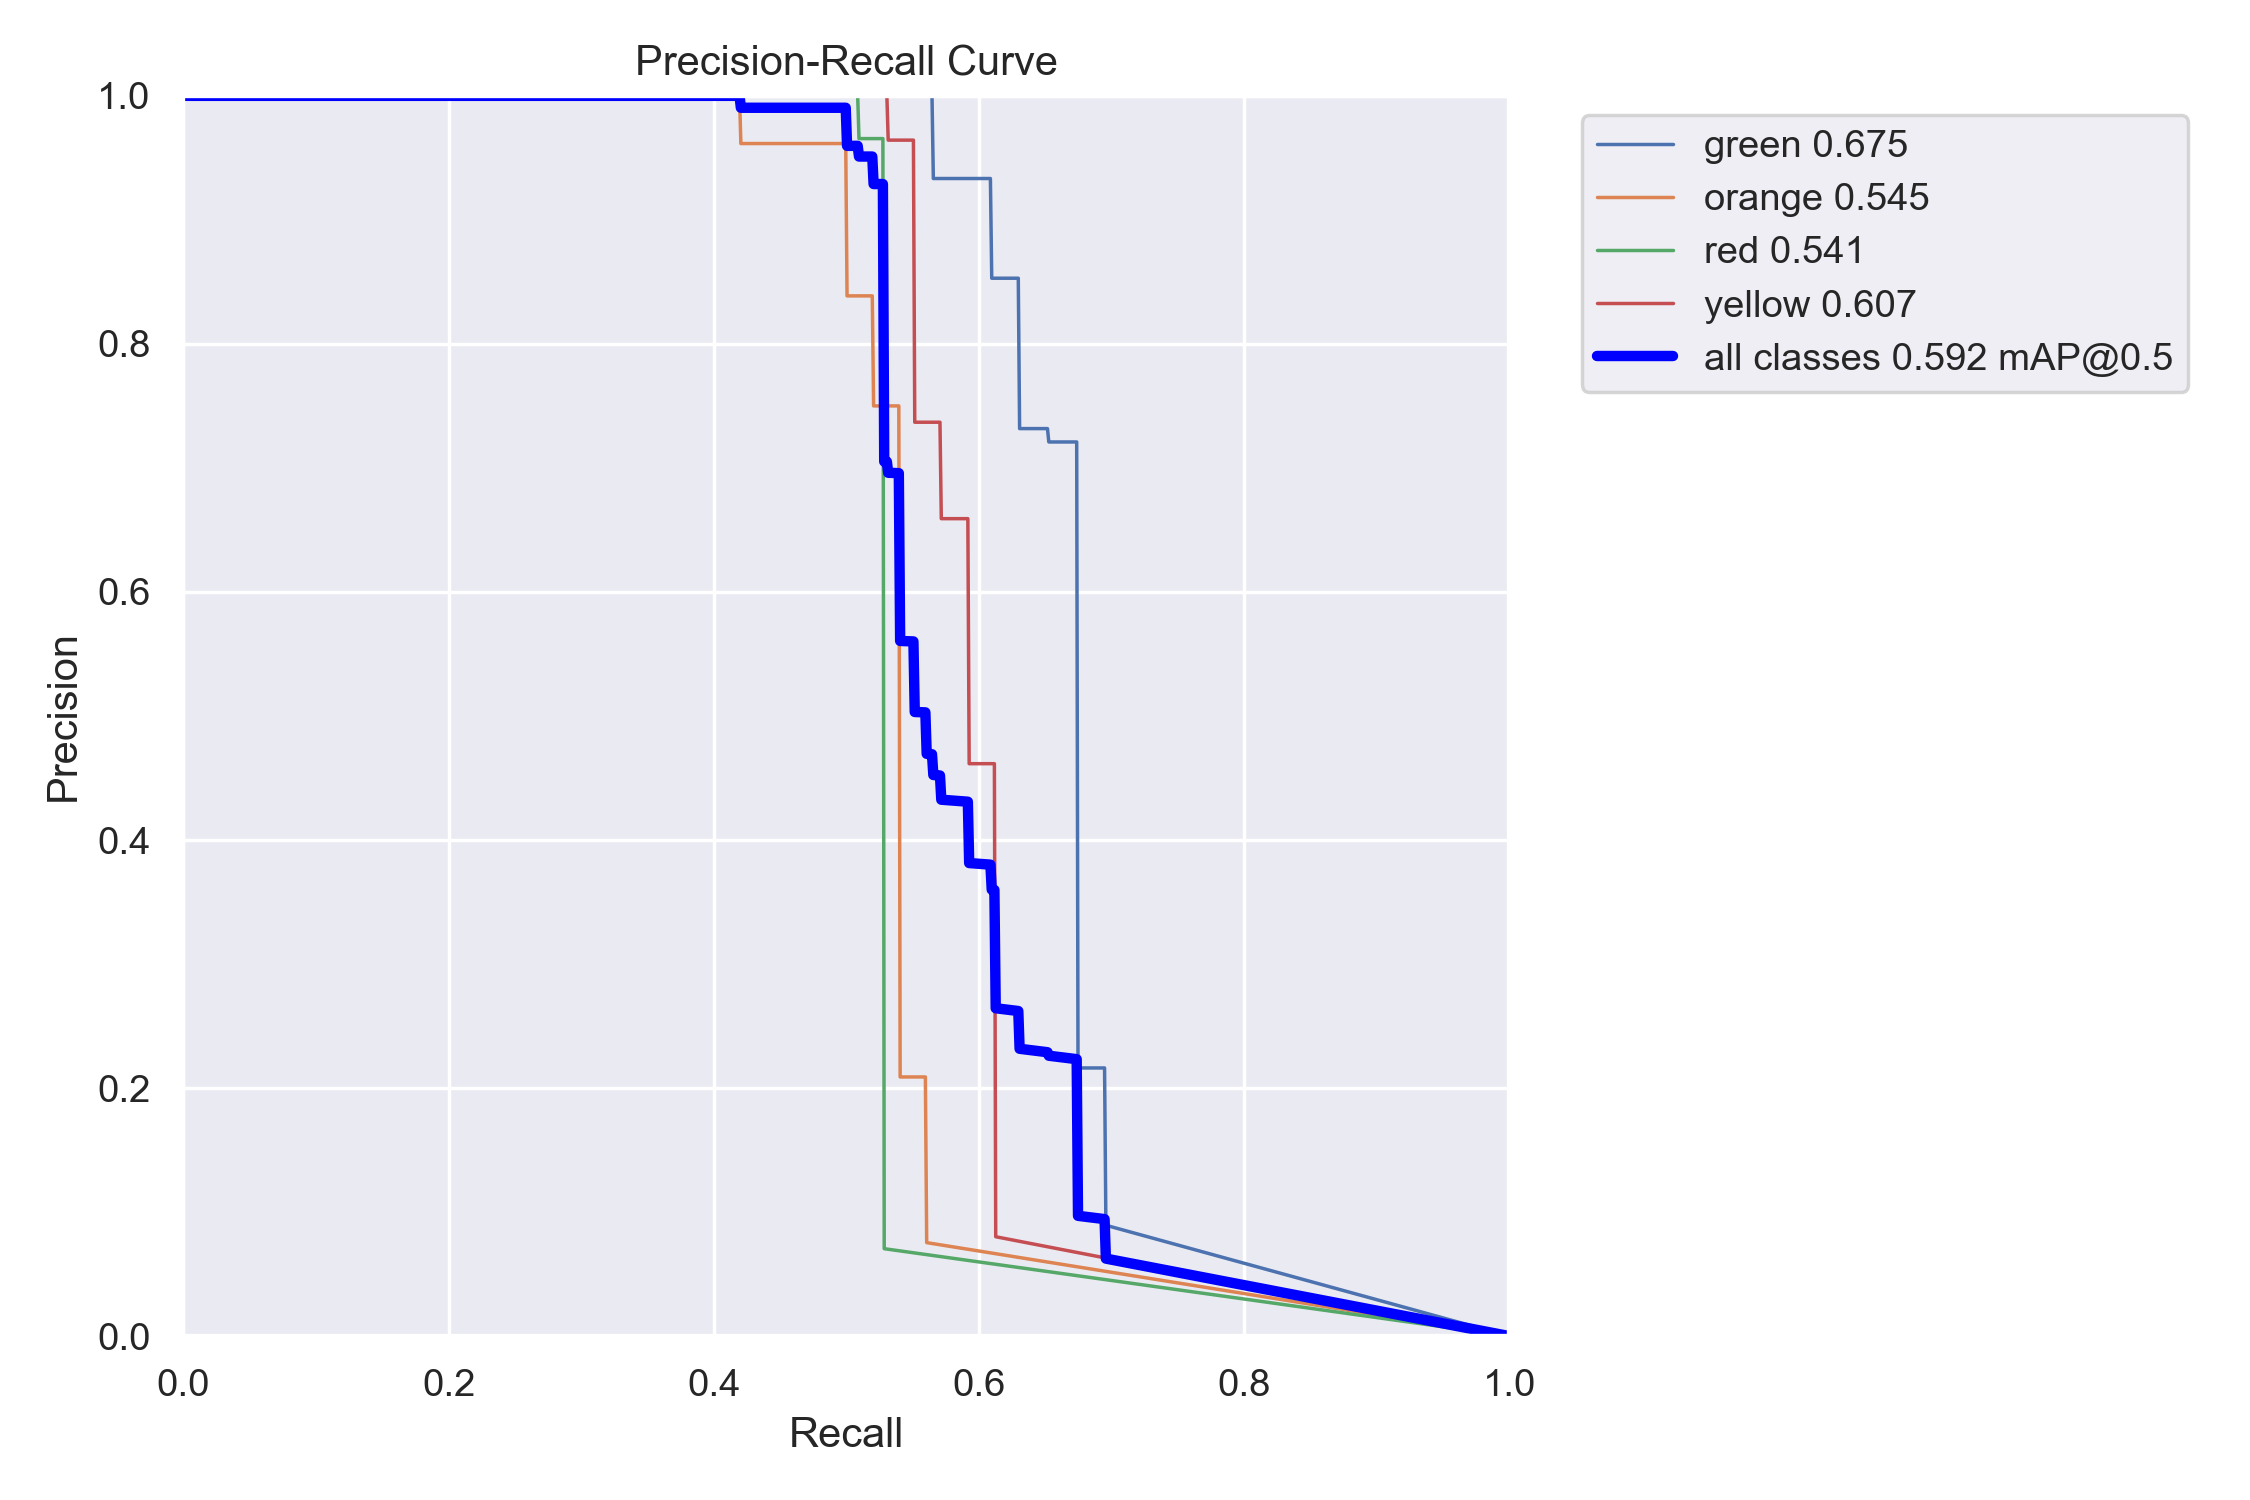 Precision-Recall Curve
1.0
0.8
0.6
0.4
0.2
0.0
Precision
0.0 0.2 0.4 0.6 0.8 1.0
Recall
green 0.675
orange 0.545
red 0.541
yellow 0.607
all classes 0.592 mAP@0.5